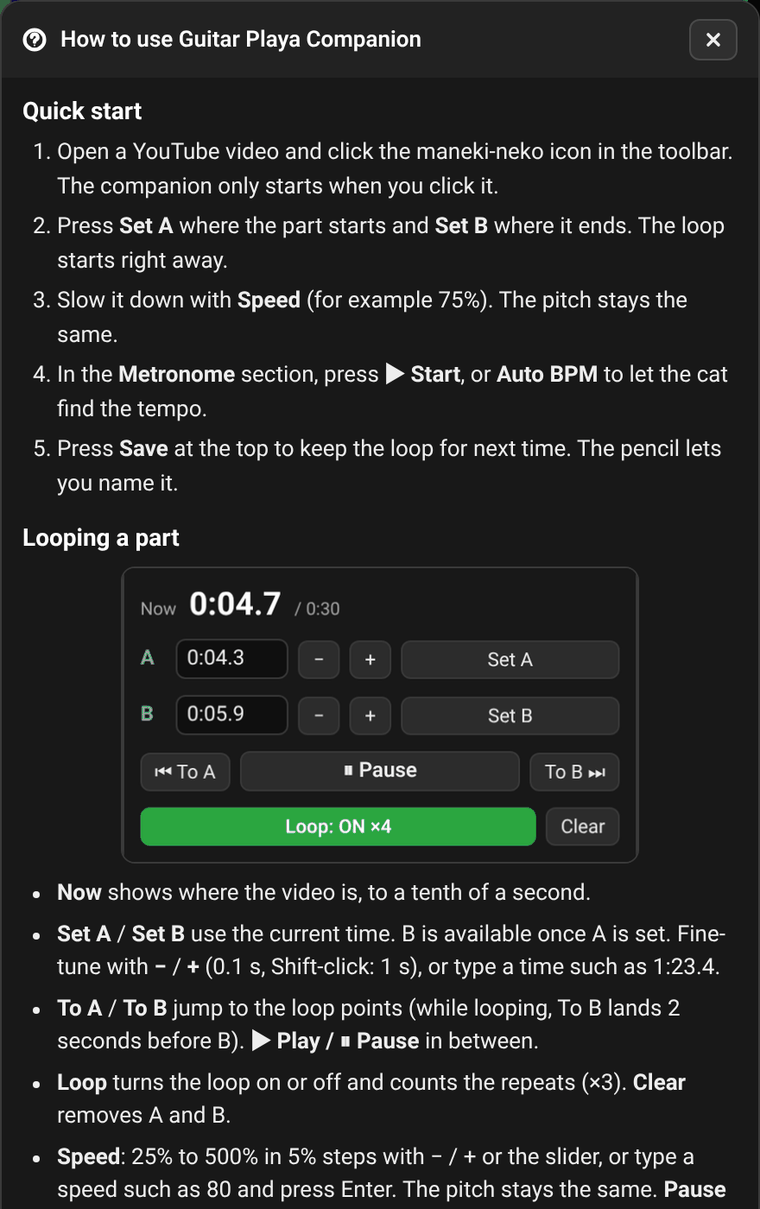 How to use Guitar Playa Companion
Quick start
1. Open a YouTube video and click the maneki-neko icon in the toolbar.
The companion only starts when you click it.
2. Press Set A where the part starts and Set B where it ends. The loop
starts right away.
3. Slow it down with Speed (for example 75%). The pitch stays the
same.
4. In the Metronome section, press ▶ Start, or Auto BPM to let the cat
find the tempo.
5. Press Save at the top to keep the loop for next time. The pencil lets
you name it.
Looping a part
Now 0:04.7 / 0:30
A 0:04.3 − + Set A
B 0:05.9 − + Set B
⏮ To A ⏸ Pause To B ⏭
Loop: ON ×4 Clear
• Now shows where the video is, to a tenth of a second.
• Set A / Set B use the current time. B is available once A is set. Fine-
tune with − / + (0.1 s, Shift-click: 1 s), or type a time such as 1:23.4.
• To A / To B jump to the loop points (while looping, To B lands 2
seconds before B). ▶ Play / ⏸ Pause in between.
• Loop turns the loop on or off and counts the repeats (×3). Clear
removes A and B.
• Speed: 25% to 500% in 5% steps with − / + or the slider, or type a
speed such as 80 and press Enter. The pitch stays the same. Pause